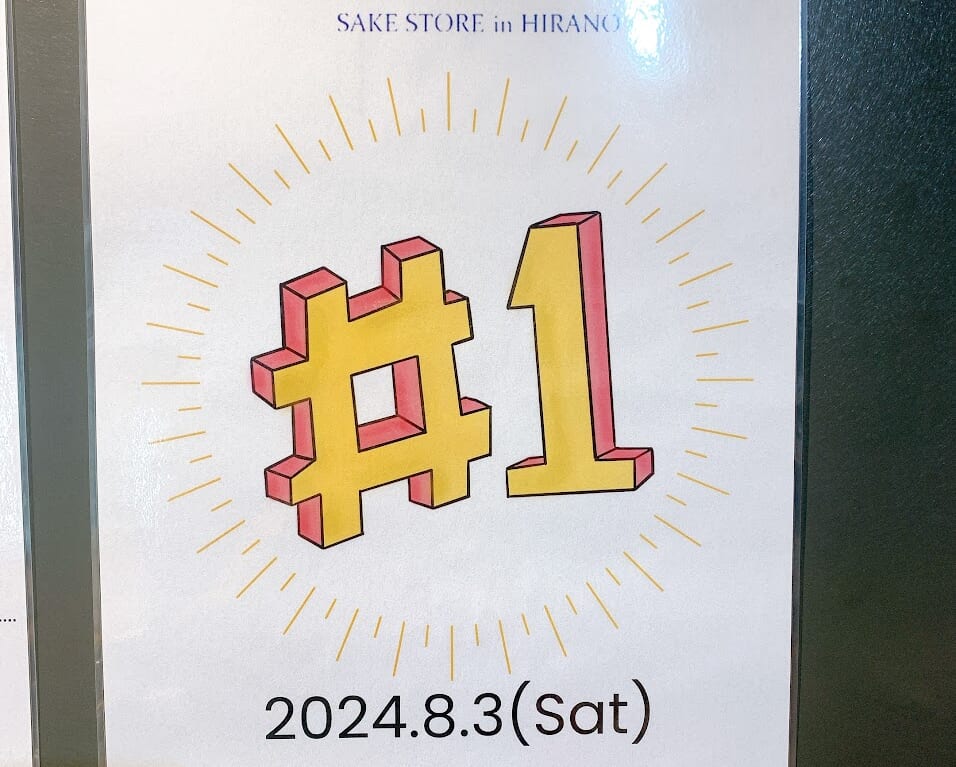 SAKE STORE in HIRANO
#1
2024.8.3(Sat)